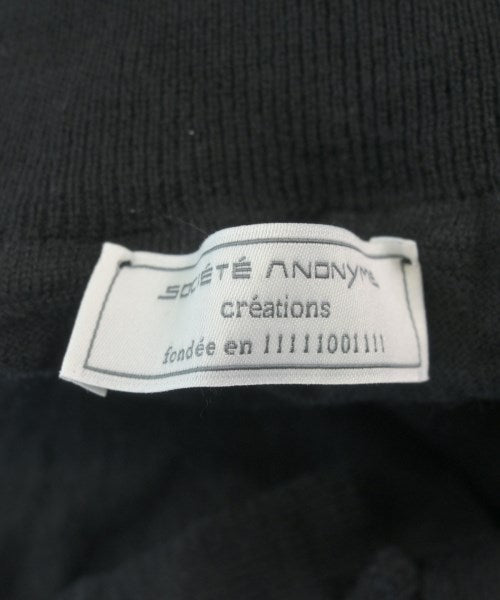 SOCIÉTÉ ANONYME
créations
fondée en 11111001111